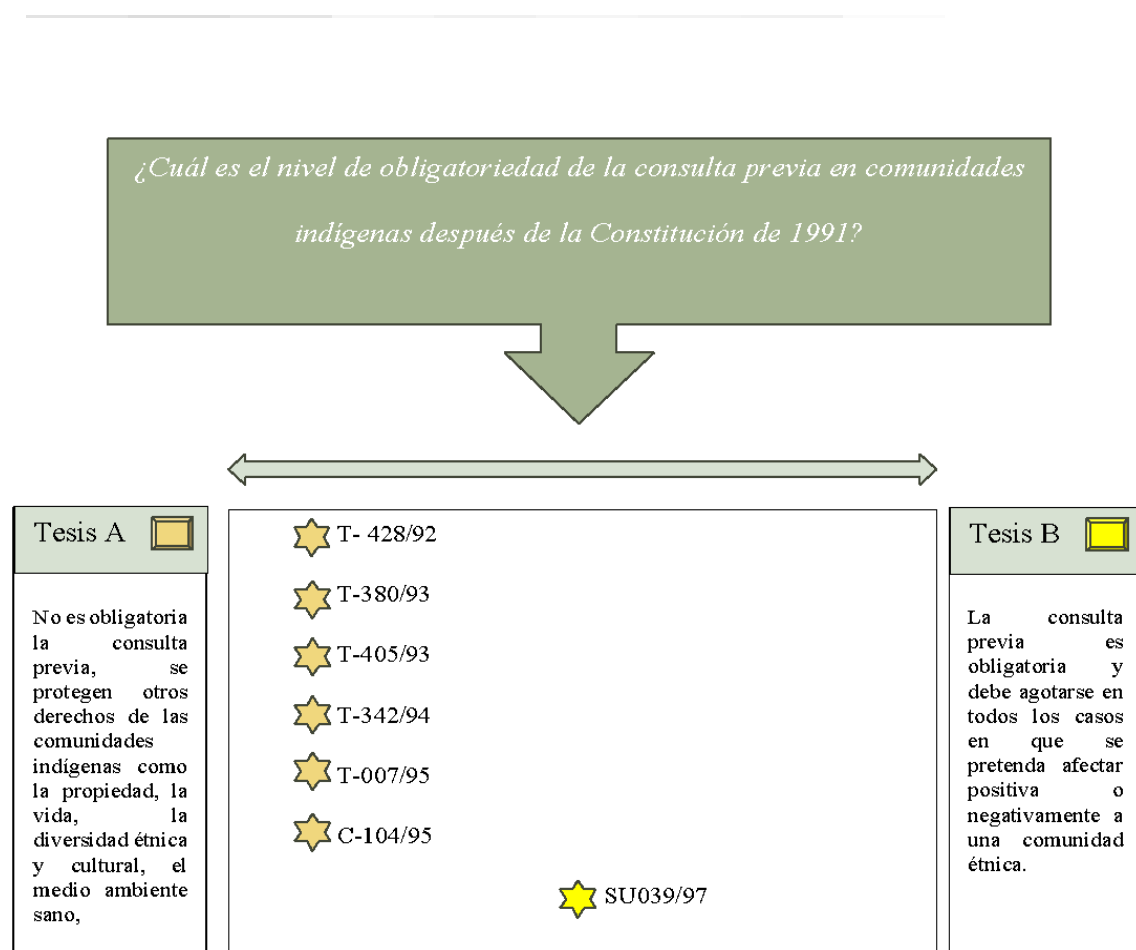 ¿Cuál es el nivel de obligatoriedad de la consulta previa en comunidades
indígenas después de la Constitución de 1991?
Tesis A
No es obligatoria
la consulta
previa, se
protegen otros
derechos de las
comunidades
indígenas como
la propiedad, la
vida, la
diversidad étnica
y cultural, el
medio ambiente
sano,
T- 428/92
T-380/93
T-405/93
T-342/94
T-007/95
C-104/95
SU039/97
Tesis B
La consulta
previa es
obligatoria y
debe agotarse en
todos los casos
en que se
pretenda afectar
positiva o
negativamente a
una comunidad
étnica.